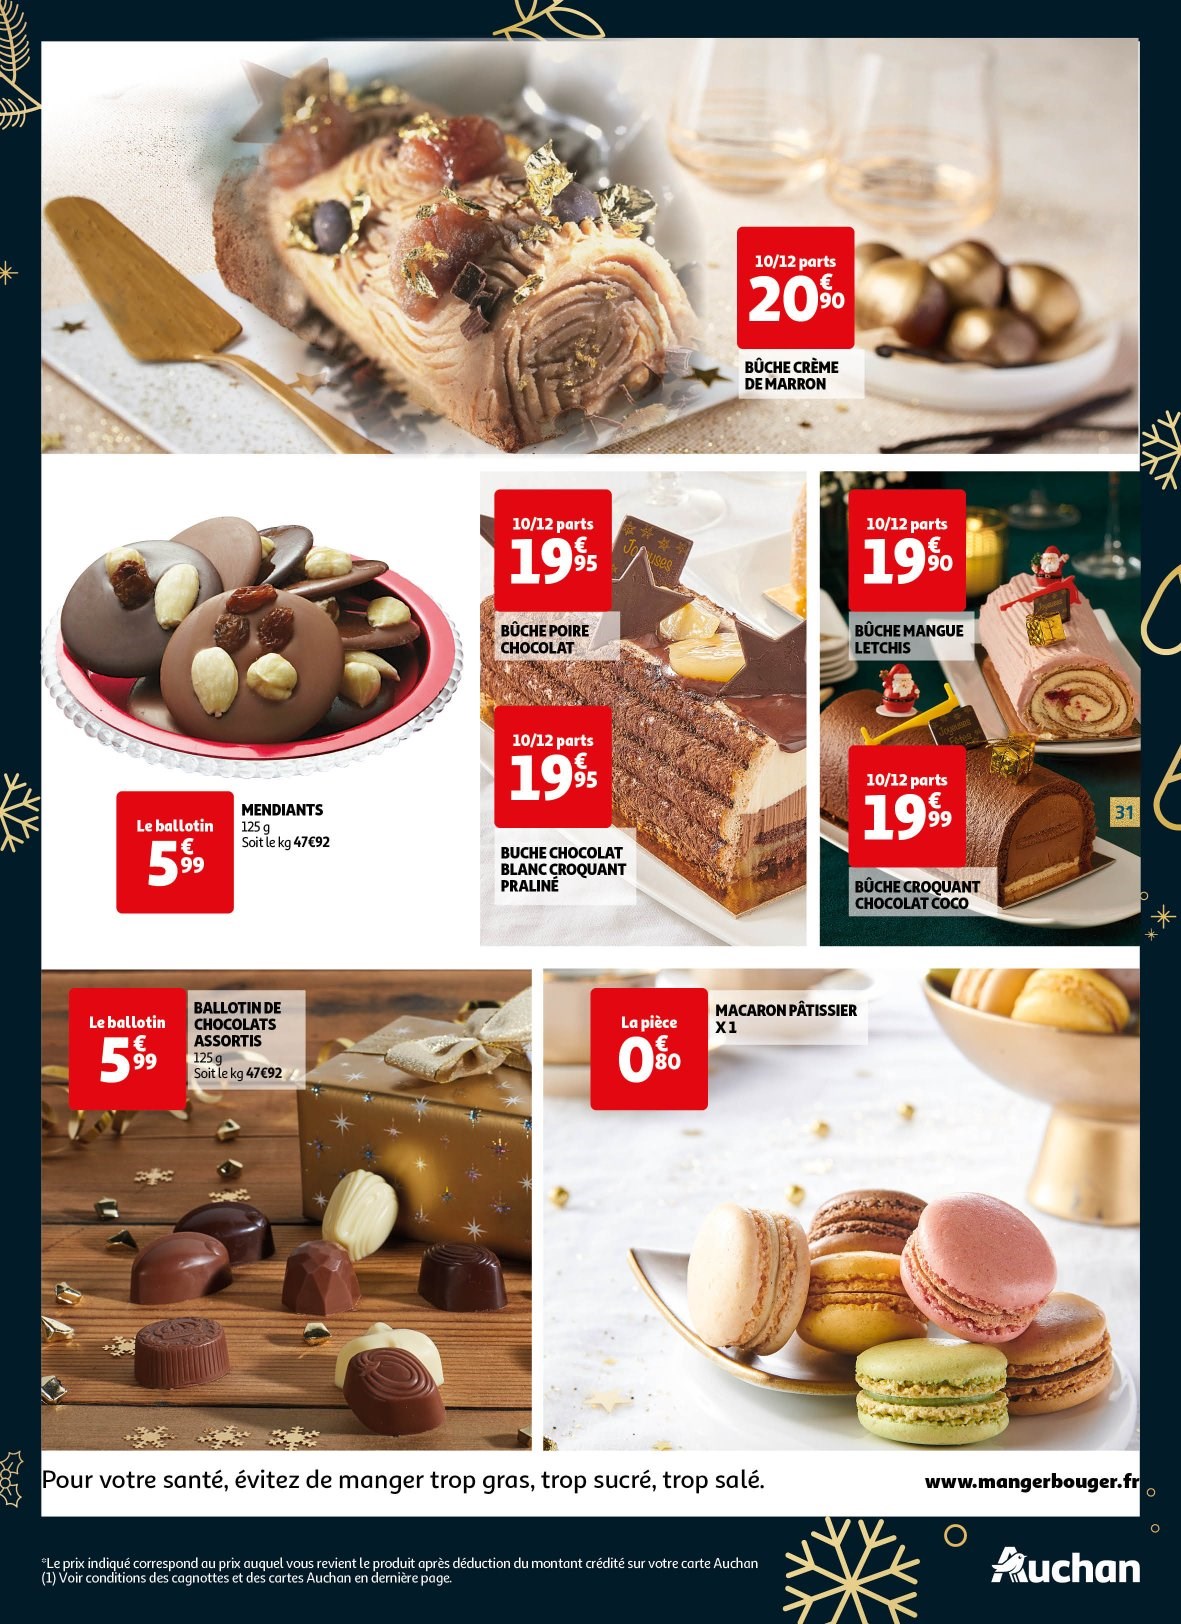 10/12 parts
20€90
BÛCHE CRÈME
DE MARRON
10/12 parts
19€95
BÛCHE POIRE
CHOCOLAT
Joyeuses
10/12 parts
19€95
BUCHE CHOCOLAT
BLANC CROQUANT
PRALINÉ
10/12 parts
19€90
BÛCHE MANGUE
LETCHIS
Joyeuses
Fêtes
10/12 parts
19€99
BÛCHE CROQUANT
CHOCOLAT COCO
31
Le ballotin
5€99
MENDIANTS
125 g
Soit le kg 47€92
Le ballotin
5€99
BALLOTIN DE
CHOCOLATS
ASSORTIS
125 g
Soit le kg 47€92
La pièce
0€80
MACARON PÂTISSIER
X 1
Pour votre santé, évitez de manger trop gras, trop sucré, trop salé.
www.mangerbouger.fr
*Le prix indiqué correspond au prix auquel vous revient le produit après déduction du montant crédité sur votre carte Auchan
(1) Voir conditions des cagnottes et des cartes Auchan en dernière page.
Auchan